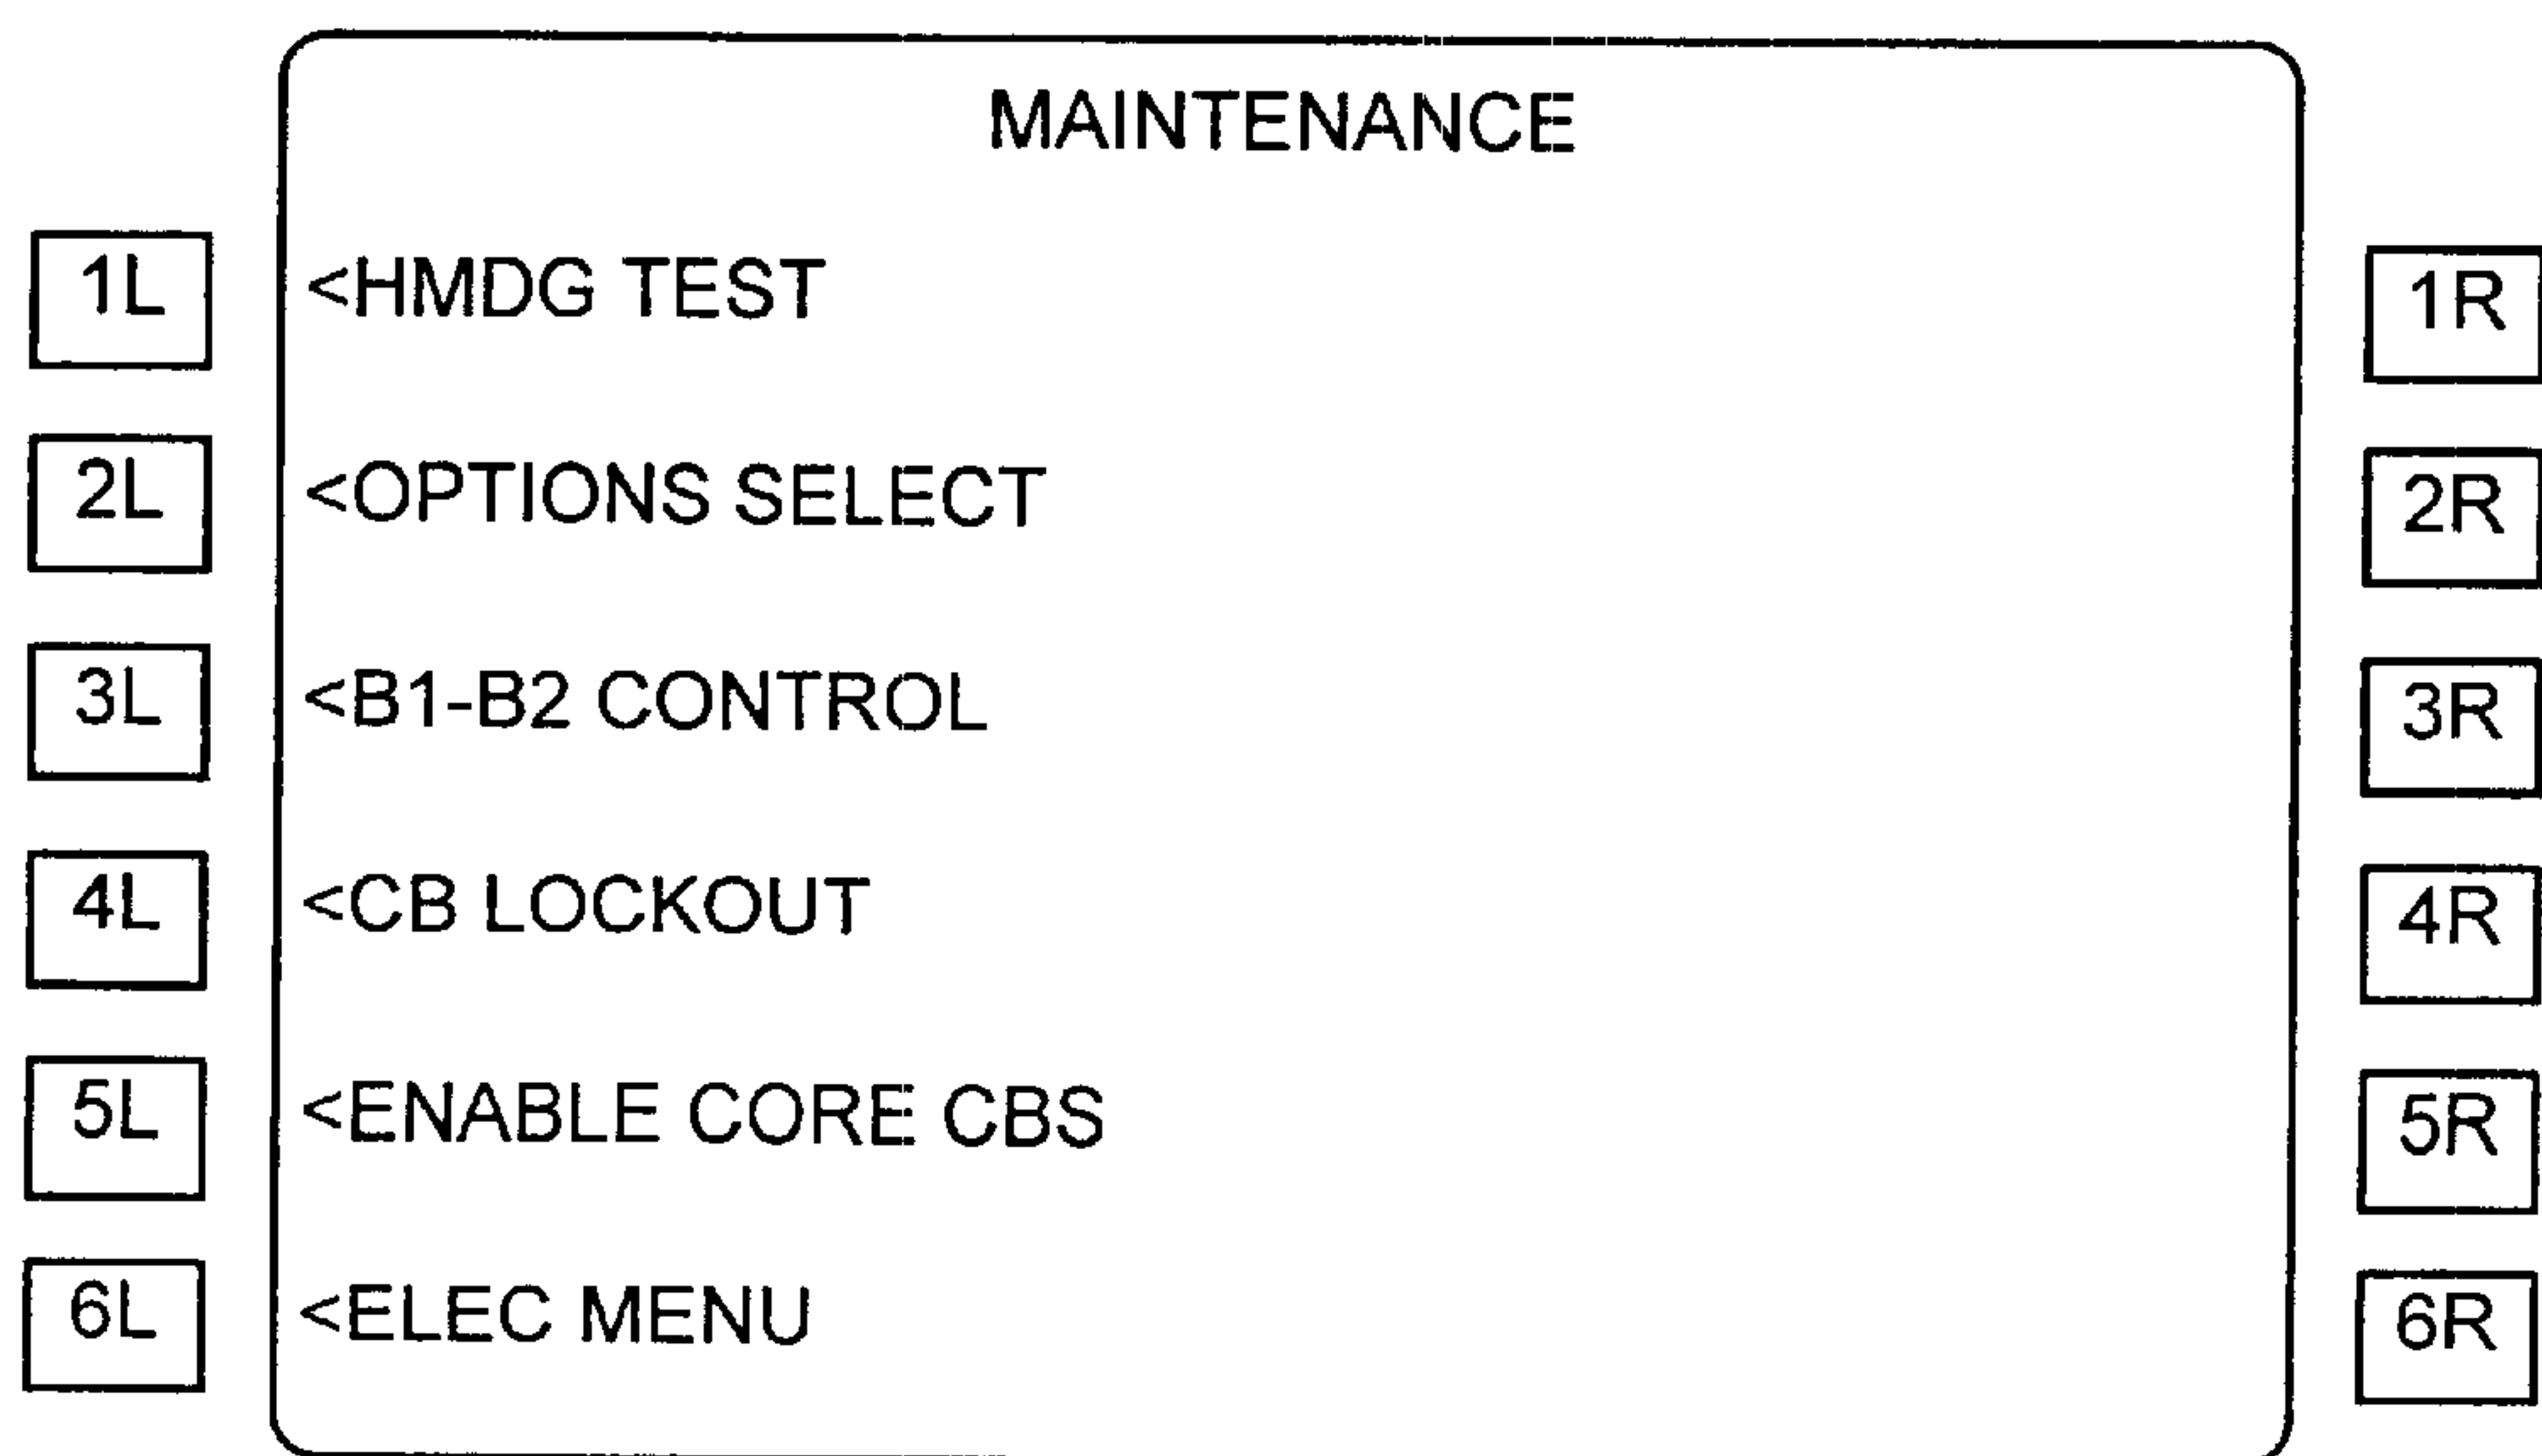 MAINTENANCE
1L <HMDG TEST 1R
2L <OPTIONS SELECT 2R
3L <B1-B2 CONTROL 3R
4L <CB LOCKOUT 4R
5L <ENABLE CORE CBS 5R
6L <ELEC MENU 6R